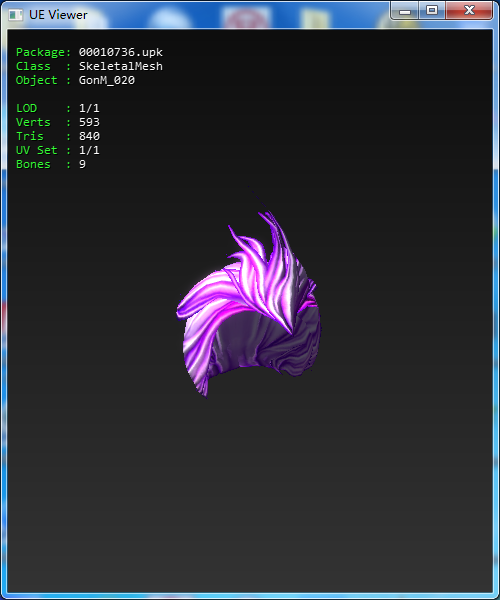 UE Viewer
Package: 00010736.upk
Class : SkeletalMesh
Object : GonM_020
LOD : 1/1
Verts : 593
Tris : 840
UV Set : 1/1
Bones : 9